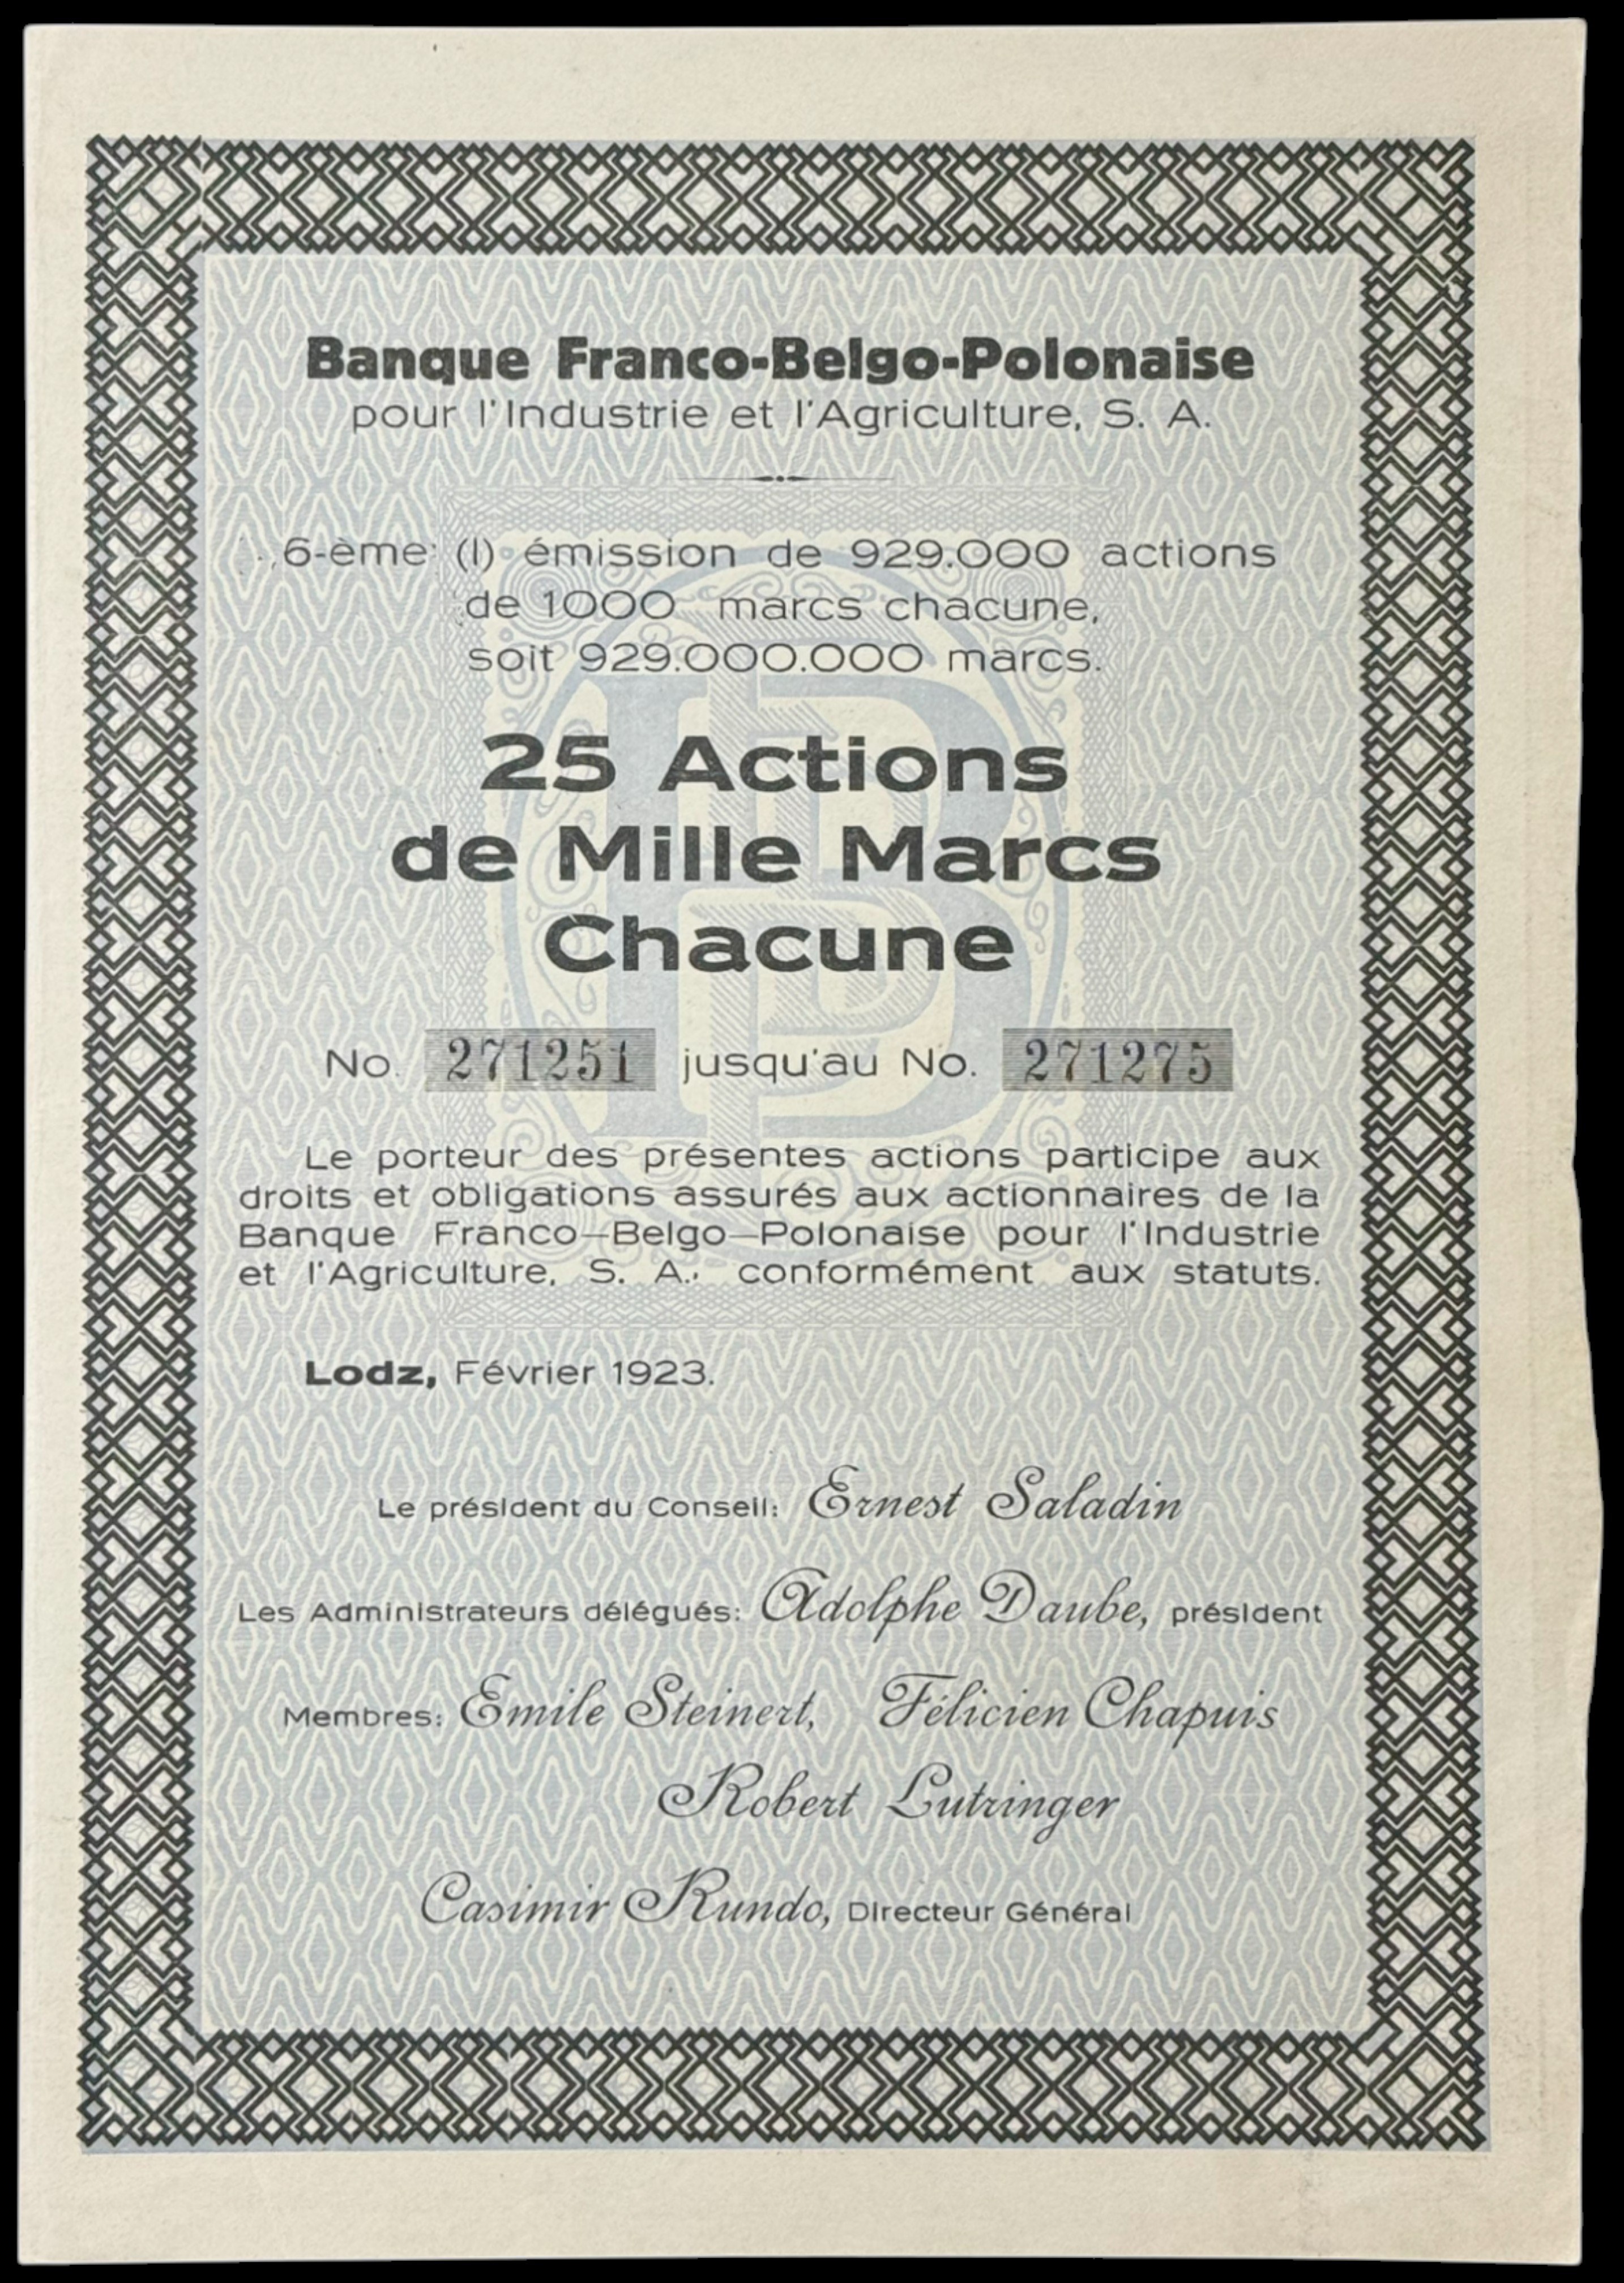 Banque Franco-Belgo-Polonaise
pour l'Industrie et l'Agriculture, S. A.
6-ème (I) émission de 929.000 actions
de 1000 marcs chacune,
soit 929.000.000 marcs.
25 Actions
de Mille Marcs
Chacune
No. 271251 jusqu'au No. 271275
Le porteur des présentes actions participe aux
droits et obligations assurés aux actionnaires de la
Banque Franco—Belgo—Polonaise pour l'Industrie
et l'Agriculture, S. A., conformément aux statuts.
Lodz, Février 1923.
Le président du Conseil: Ernest Saladin
Les Administrateurs délégués: Adolphe Daube, président
Membres: Emile Steinert, Félicien Chapuis
Robert Lutringer
Casimir Rundo, Directeur Général